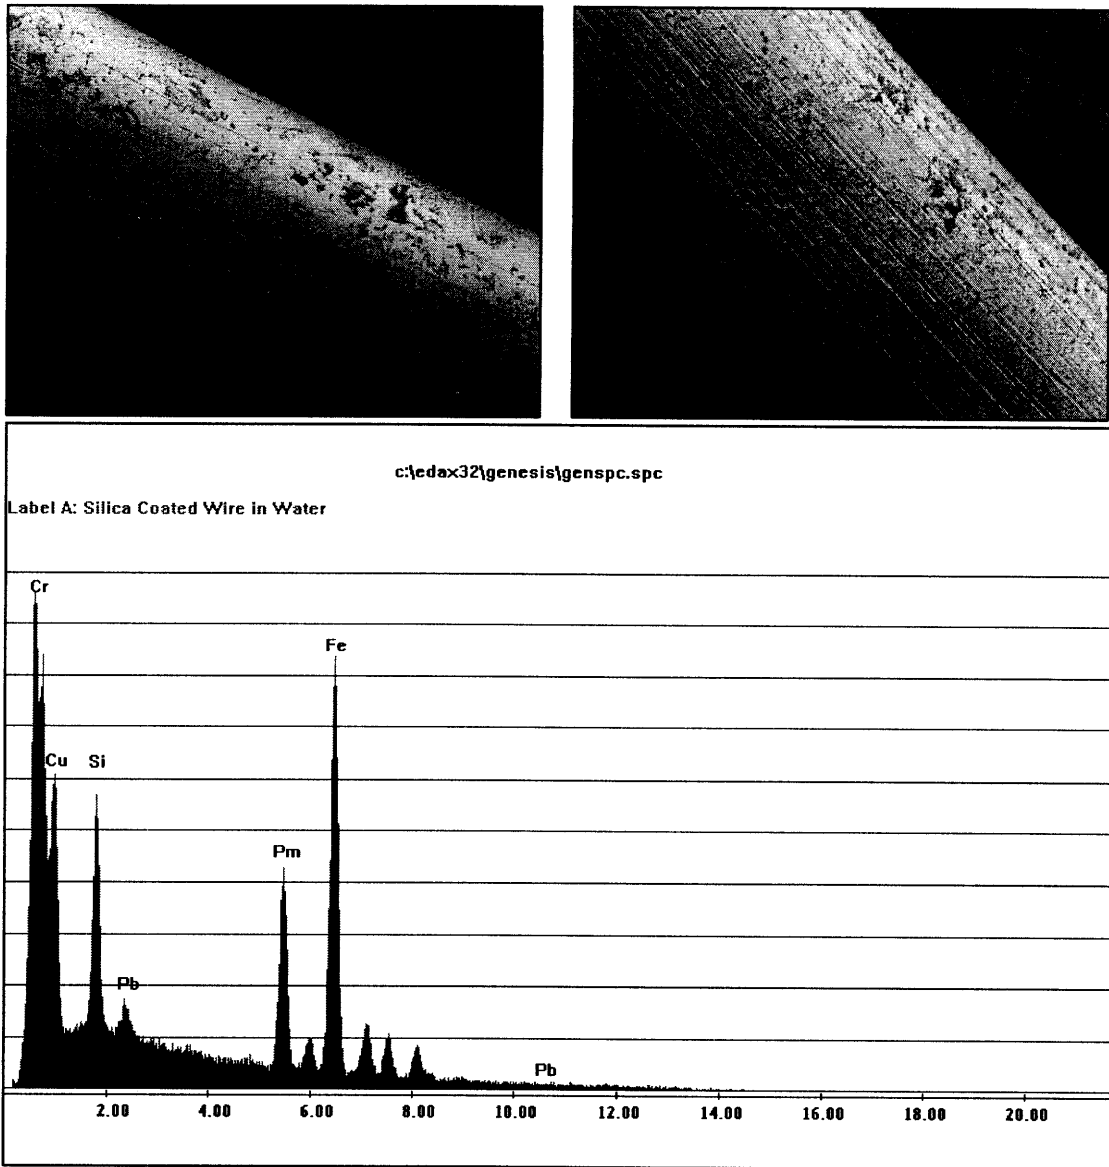 c:\edax32\genesis\genspc.spc
Label A: Silica Coated Wire in Water
Cr
Fe
Cu Si
Pm
Pb
Pb
2.00 4.00 6.00 8.00 10.00 12.00 14.00 16.00 18.00 20.00